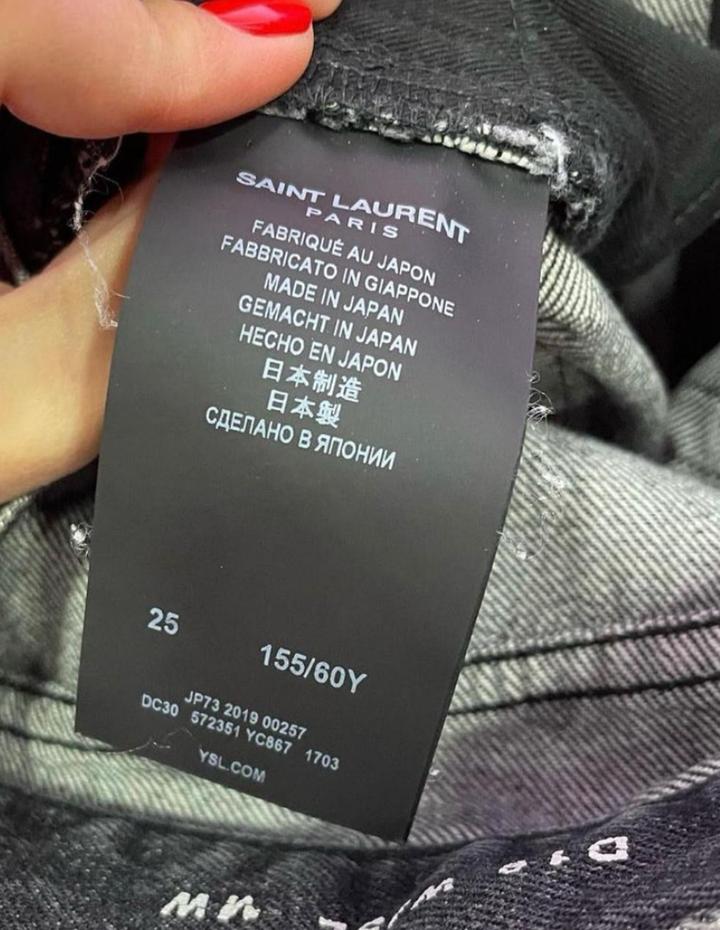 SAINT LAURENT
PARIS
FABRIQUÉ AU JAPON
FABBRICATO IN GIAPPONE
MADE IN JAPAN
GEMACHT IN JAPAN
HECHO EN JAPON
日本制造
日本製
СДЕЛАНО В ЯПОНИИ
25
155/60Y
JP73 2019 00257
DC30 572351 YC867 1703
YSL.COM